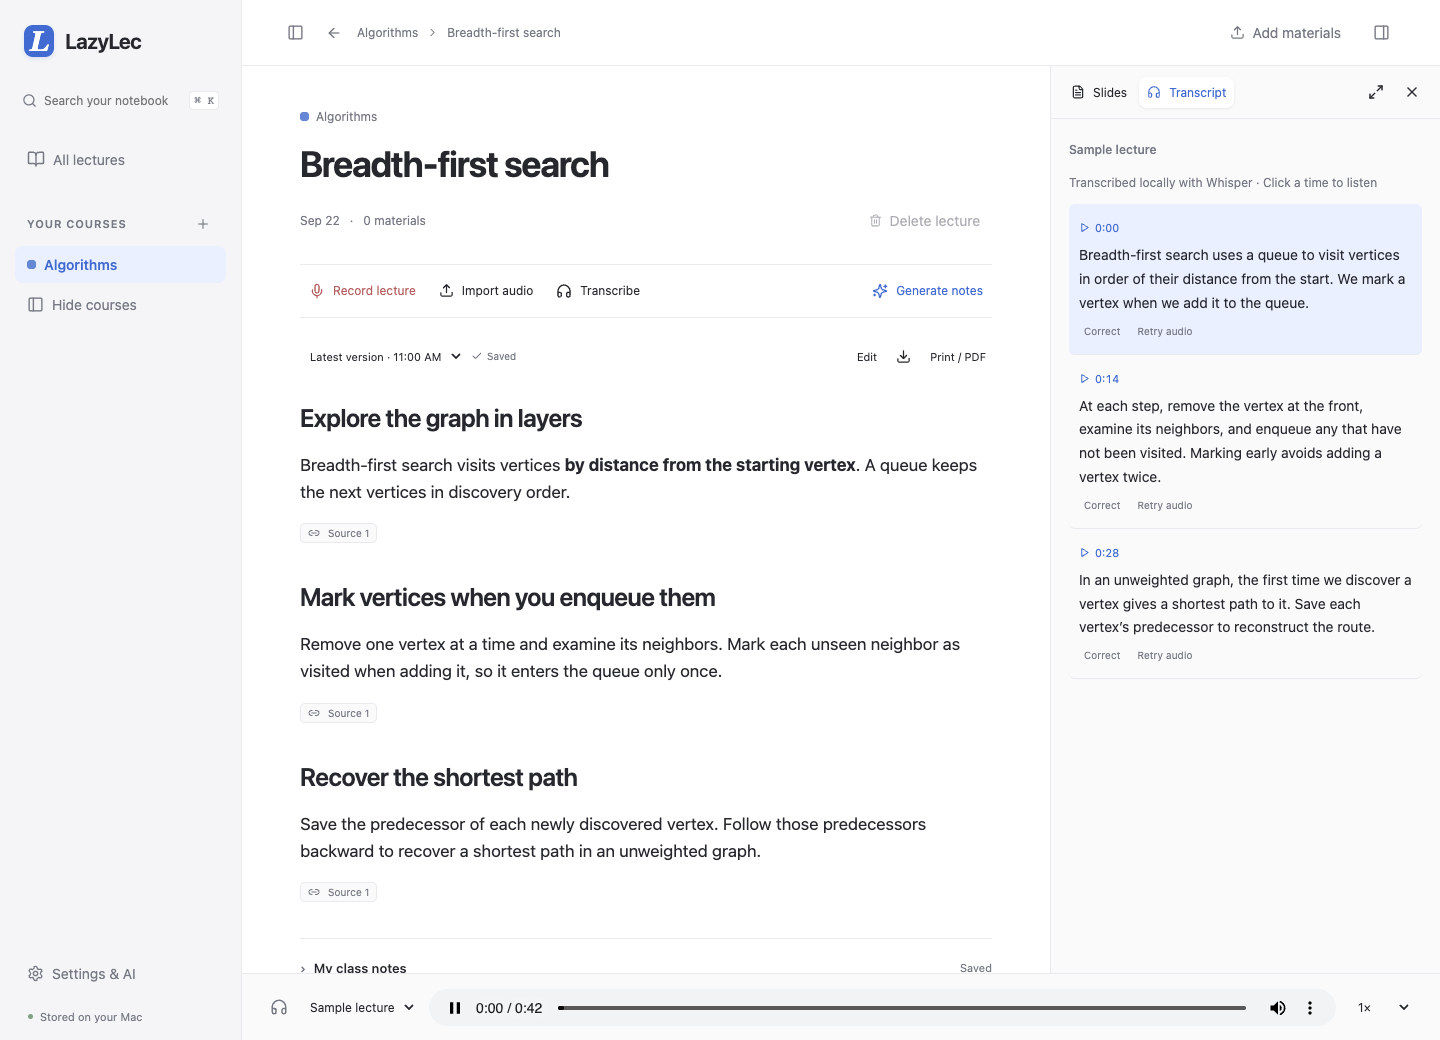 LazyLec
Search your notebook
⌘ K
All lectures
YOUR COURSES
Algorithms
Hide courses
Settings & AI
Stored on your Mac
Algorithms > Breadth-first search
Add materials
Algorithms
Breadth-first search
Sep 22 · 0 materials
Delete lecture
Record lecture
Import audio
Transcribe
Generate notes
Latest version · 11:00 AM
Saved
Edit
Print / PDF
Explore the graph in layers
Breadth-first search visits vertices by distance from the starting vertex. A queue keeps
the next vertices in discovery order.
Source 1
Mark vertices when you enqueue them
Remove one vertex at a time and examine its neighbors. Mark each unseen neighbor as
visited when adding it, so it enters the queue only once.
Source 1
Recover the shortest path
Save the predecessor of each newly discovered vertex. Follow those predecessors
backward to recover a shortest path in an unweighted graph.
Source 1
My class notes
Saved
Slides
Transcript
Sample lecture
Transcribed locally with Whisper · Click a time to listen
0:00
Breadth-first search uses a queue to visit vertices
in order of their distance from the start. We mark a
vertex when we add it to the queue.
Correct
Retry audio
0:14
At each step, remove the vertex at the front,
examine its neighbors, and enqueue any that have
not been visited. Marking early avoids adding a
vertex twice.
Correct
Retry audio
0:28
In an unweighted graph, the first time we discover a
vertex gives a shortest path to it. Save each
vertex’s predecessor to reconstruct the route.
Correct
Retry audio
Sample lecture
0:00 / 0:42
1×